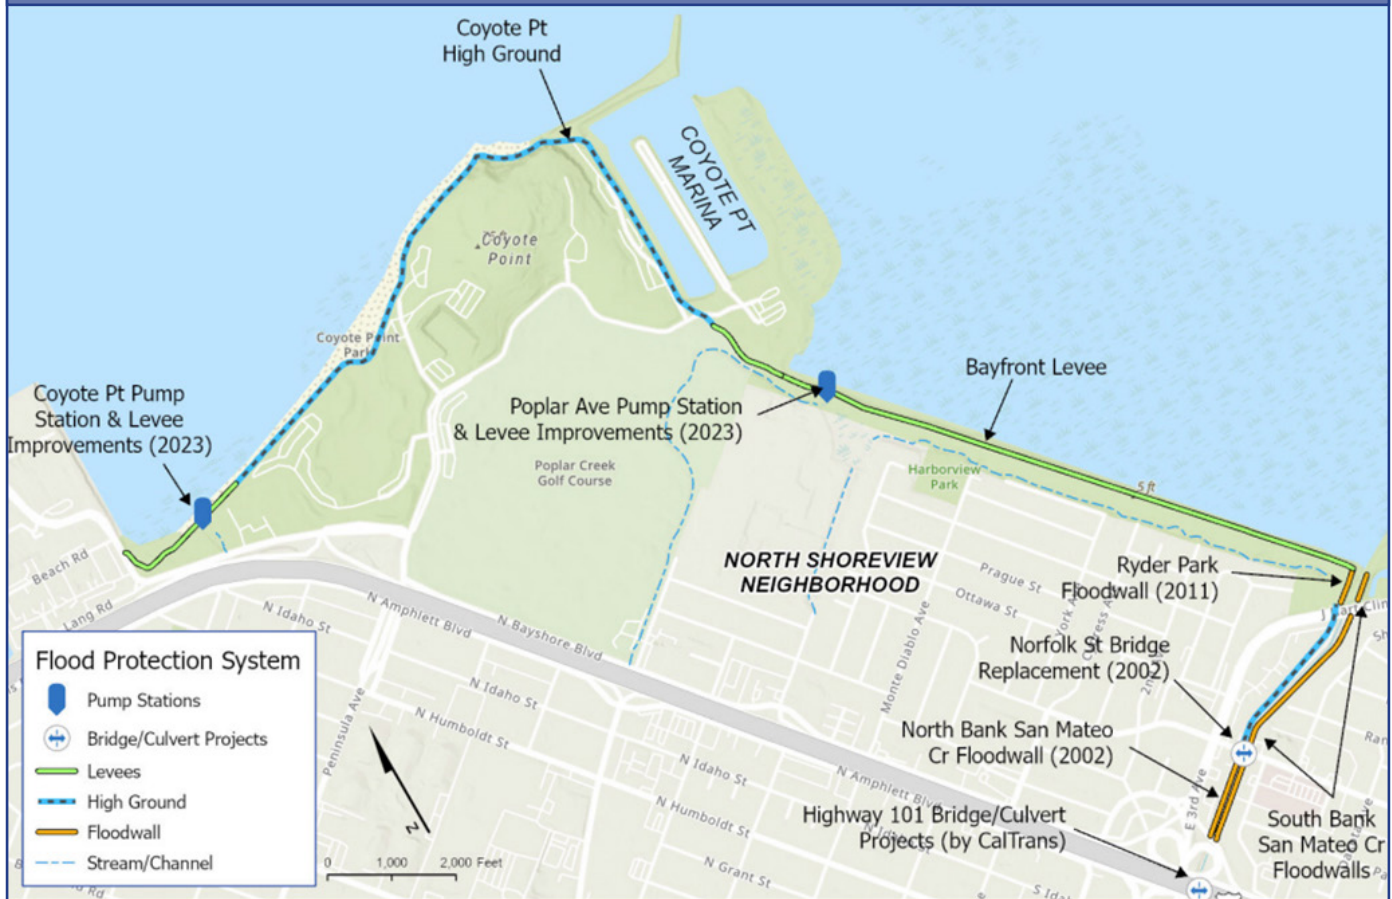 Coyote Pt
High Ground
COYOTE PT
MARINA
Coyote
Point
Coyote Point
Park
Coyote Pt Pump
Station & Levee
Improvements (2023)
Bayfront Levee
Poplar Ave Pump Station
& Levee Improvements (2023)
Poplar Creek
Golf Course
Harborview
Park
5 ft
NORTH SHOREVIEW
NEIGHBORHOOD
Ryder Park
Floodwall (2011)
Prague St
Ottawa St
Beach Rd
Lang Rd
N Idaho St
N Amphlett Blvd
N Bayshore Blvd
Monte Diablo Ave
Norfolk St Bridge
Replacement (2002)
N Idaho St
N Humboldt St
Peninsula Ave
North Bank San Mateo
Cr Floodwall (2002)
N Idaho St
N Amphlett Blvd
E 3rd Ave
N Humboldt St
Highway 101 Bridge/Culvert
Projects (by CalTrans)
South Bank
San Mateo Cr
Floodwalls
N Grant St
S Ida
Flood Protection System
Pump Stations
Bridge/Culvert Projects
Levees
High Ground
Floodwall
Stream/Channel
N
0 1,000 2,000 Feet